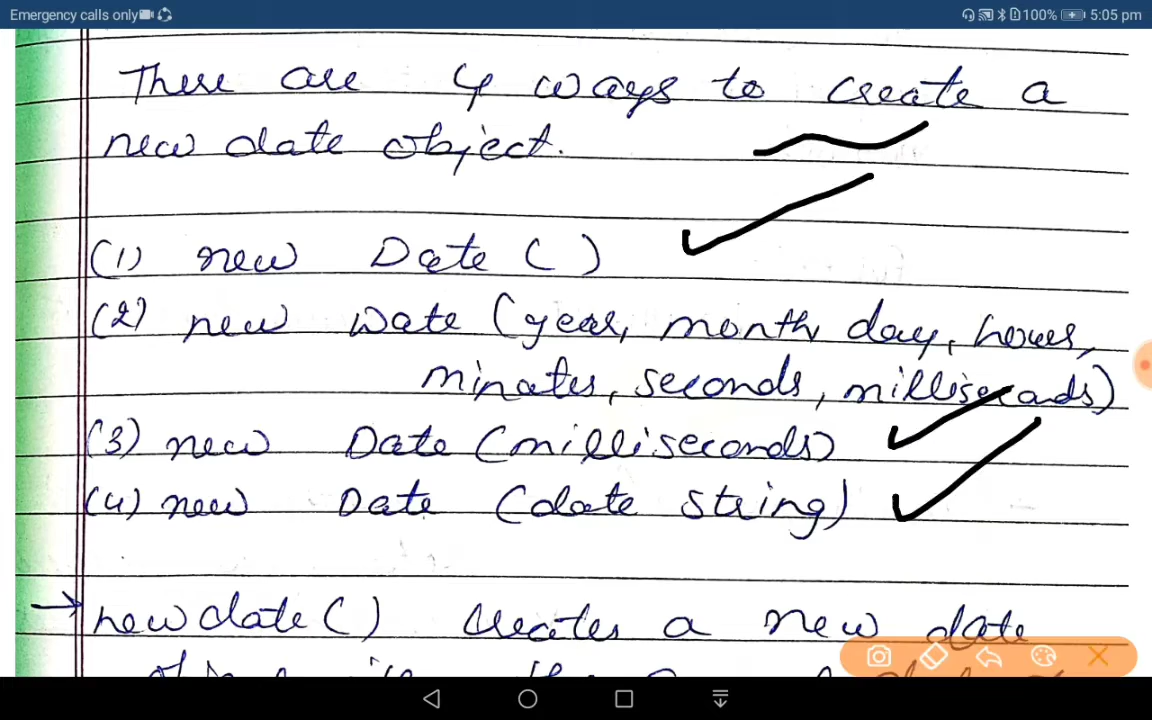 Emergency calls only 100% 5:05 pm
There are 4 ways to create a
new date object.
(1) new Date ( )
(2) new Date (year, month day, hours,
minates, seconds, milliseconds)
(3) new Date (milliseconds)
(4) new Date (date string)
→ new date ( ) creates a new date